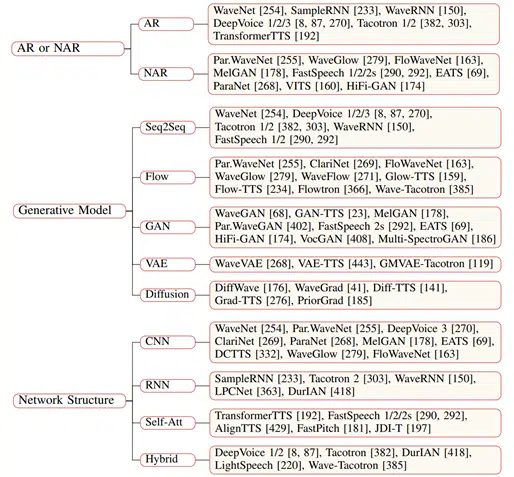 AR or NAR
AR
WaveNet [254], SampleRNN [233], WaveRNN [150],
DeepVoice 1/2/3 [8, 87, 270], Tacotron 1/2 [382, 303],
TransformerTTS [192]
NAR
Par.WaveNet [255], WaveGlow [279], FloWaveNet [163],
MelGAN [178], FastSpeech 1/2/2s [290, 292], EATS [69],
ParaNet [268], VITS [160], HiFi-GAN [174]
Generative Model
Seq2Seq
WaveNet [254], DeepVoice 1/2/3 [8, 87, 270],
Tacotron 1/2 [382, 303], WaveRNN [150],
FastSpeech 1/2 [290, 292]
Flow
Par.WaveNet [255], ClariNet [269], FloWaveNet [163],
WaveGlow [279], WaveFlow [271], Glow-TTS [159],
Flow-TTS [234], Flowtron [366], Wave-Tacotron [385]
GAN
WaveGAN [68], GAN-TTS [23], MelGAN [178],
Par.WaveGAN [402], FastSpeech 2s [292], EATS [69],
HiFi-GAN [174], VocGAN [408], Multi-SpectroGAN [186]
VAE
WaveVAE [268], VAE-TTS [443], GMVAE-Tacotron [119]
Diffusion
DiffWave [176], WaveGrad [41], Diff-TTS [141],
Grad-TTS [276], PriorGrad [185]
Network Structure
CNN
WaveNet [254], Par.WaveNet [255], DeepVoice 3 [270],
ClariNet [269], ParaNet [268], MelGAN [178], EATS [69],
DCTTS [332], WaveGlow [279], FloWaveNet [163]
RNN
SampleRNN [233], Tacotron 2 [303], WaveRNN [150],
LPCNet [363], DurIAN [418]
Self-Att
TransformerTTS [192], FastSpeech 1/2/2s [290, 292],
AlignTTS [429], FastPitch [181], JDI-T [197]
Hybrid
DeepVoice 1/2 [8, 87], Tacotron [382], DurIAN [418],
LightSpeech [220], Wave-Tacotron [385]